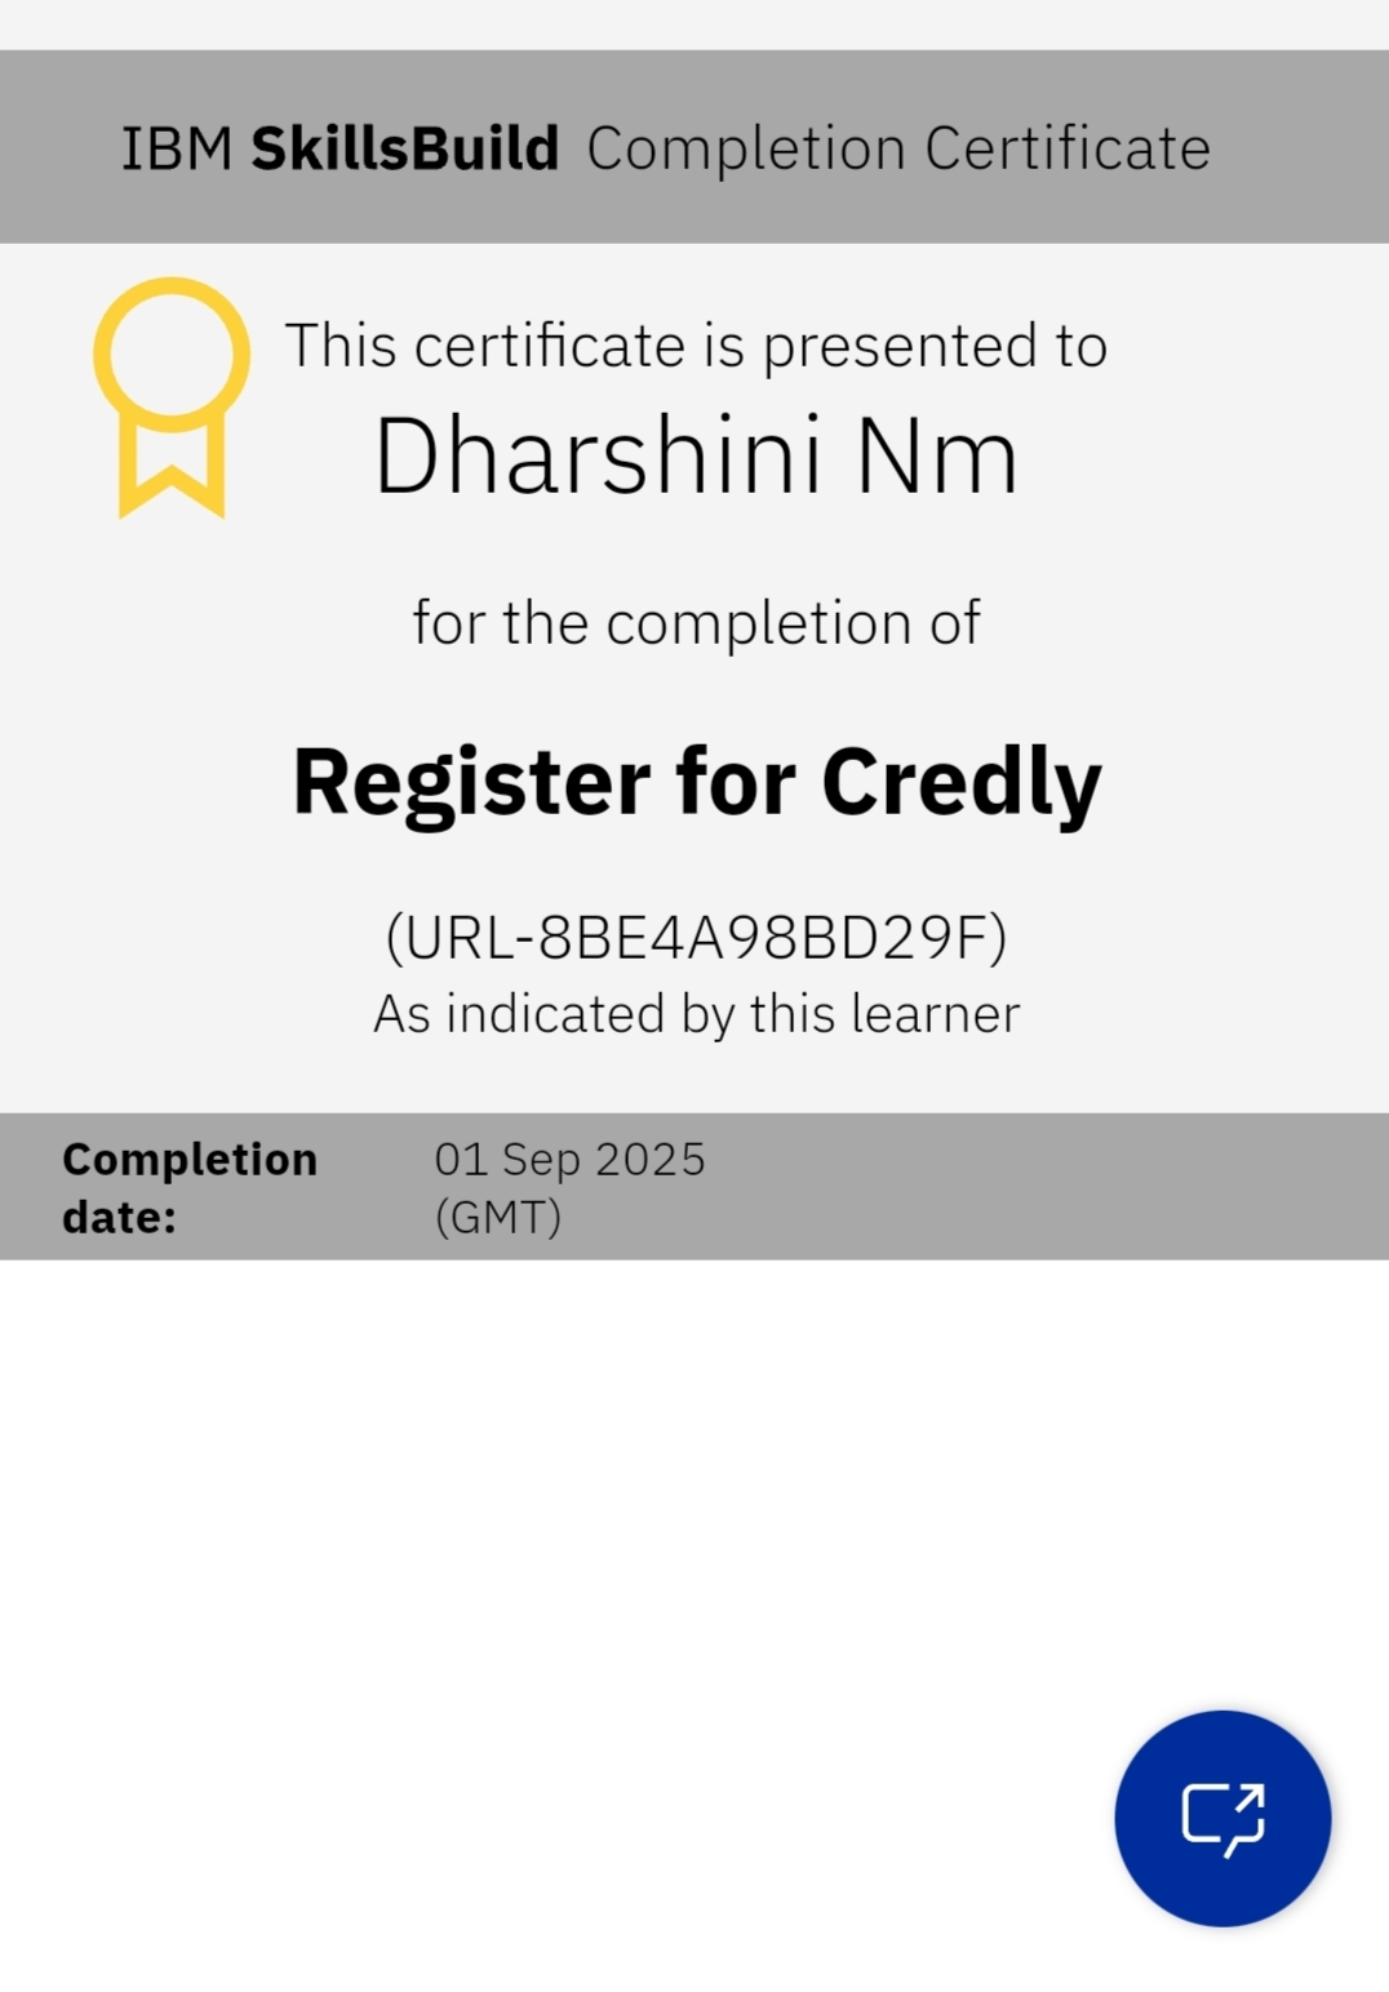 IBM SkillsBuild Completion Certificate
This certificate is presented to
Dharshini Nm
for the completion of
Register for Credly
(URL-8BE4A98BD29F)
As indicated by this learner
Completion date:
01 Sep 2025 (GMT)